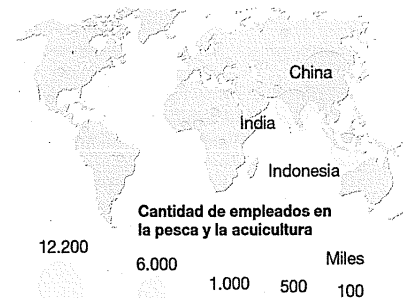 China
India
Indonesia
Cantidad de empleados en
la pesca y la acuicultura
12.200
6.000
Miles
1.000
500
100